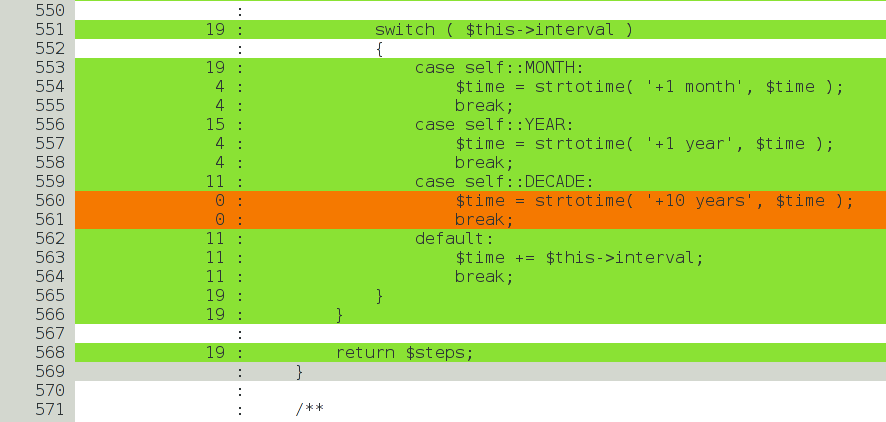 550 :
551 19 : switch ( $this->interval )
552 : {
553 19 : case self::MONTH:
554 4 : $time = strtotime( '+1 month', $time );
555 4 : break;
556 15 : case self::YEAR:
557 4 : $time = strtotime( '+1 year', $time );
558 4 : break;
559 11 : case self::DECADE:
560 0 : $time = strtotime( '+10 years', $time );
561 0 : break;
562 11 : default:
563 11 : $time += $this->interval;
564 11 : break;
565 19 : }
566 19 : }
567 :
568 19 : return $steps;
569 : }
570 :
571 : /**